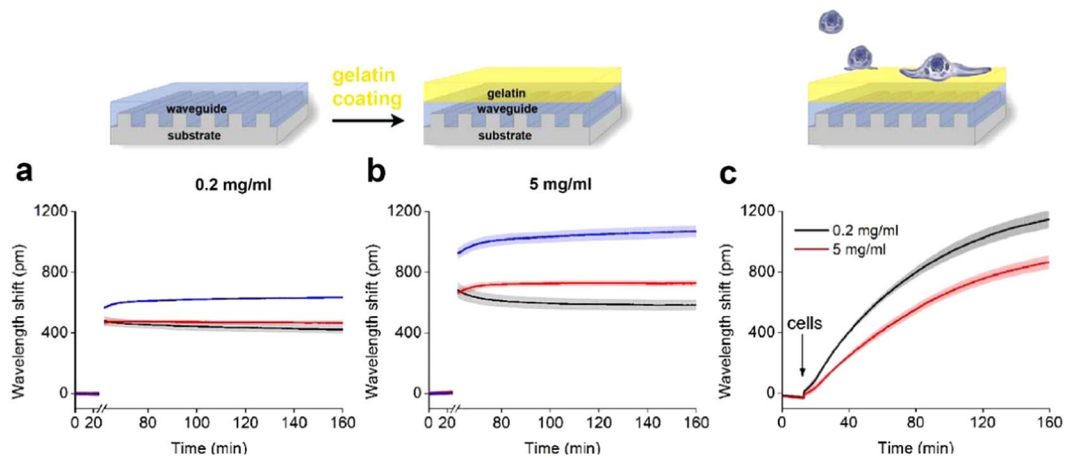 gelatin
coating
waveguide
substrate
gelatin
waveguide
substrate
a
0.2 mg/ml
b
5 mg/ml
c
Wavelength shift (pm)
1200
800
400
0
0 20 80 100 120 140 160
Time (min)
Wavelength shift (pm)
1200
800
400
0
0 20 80 100 120 140 160
Time (min)
Wavelength shift (pm)
1200
800
400
0
0.2 mg/ml
5 mg/ml
cells
0 40 80 120 160
Time (min)